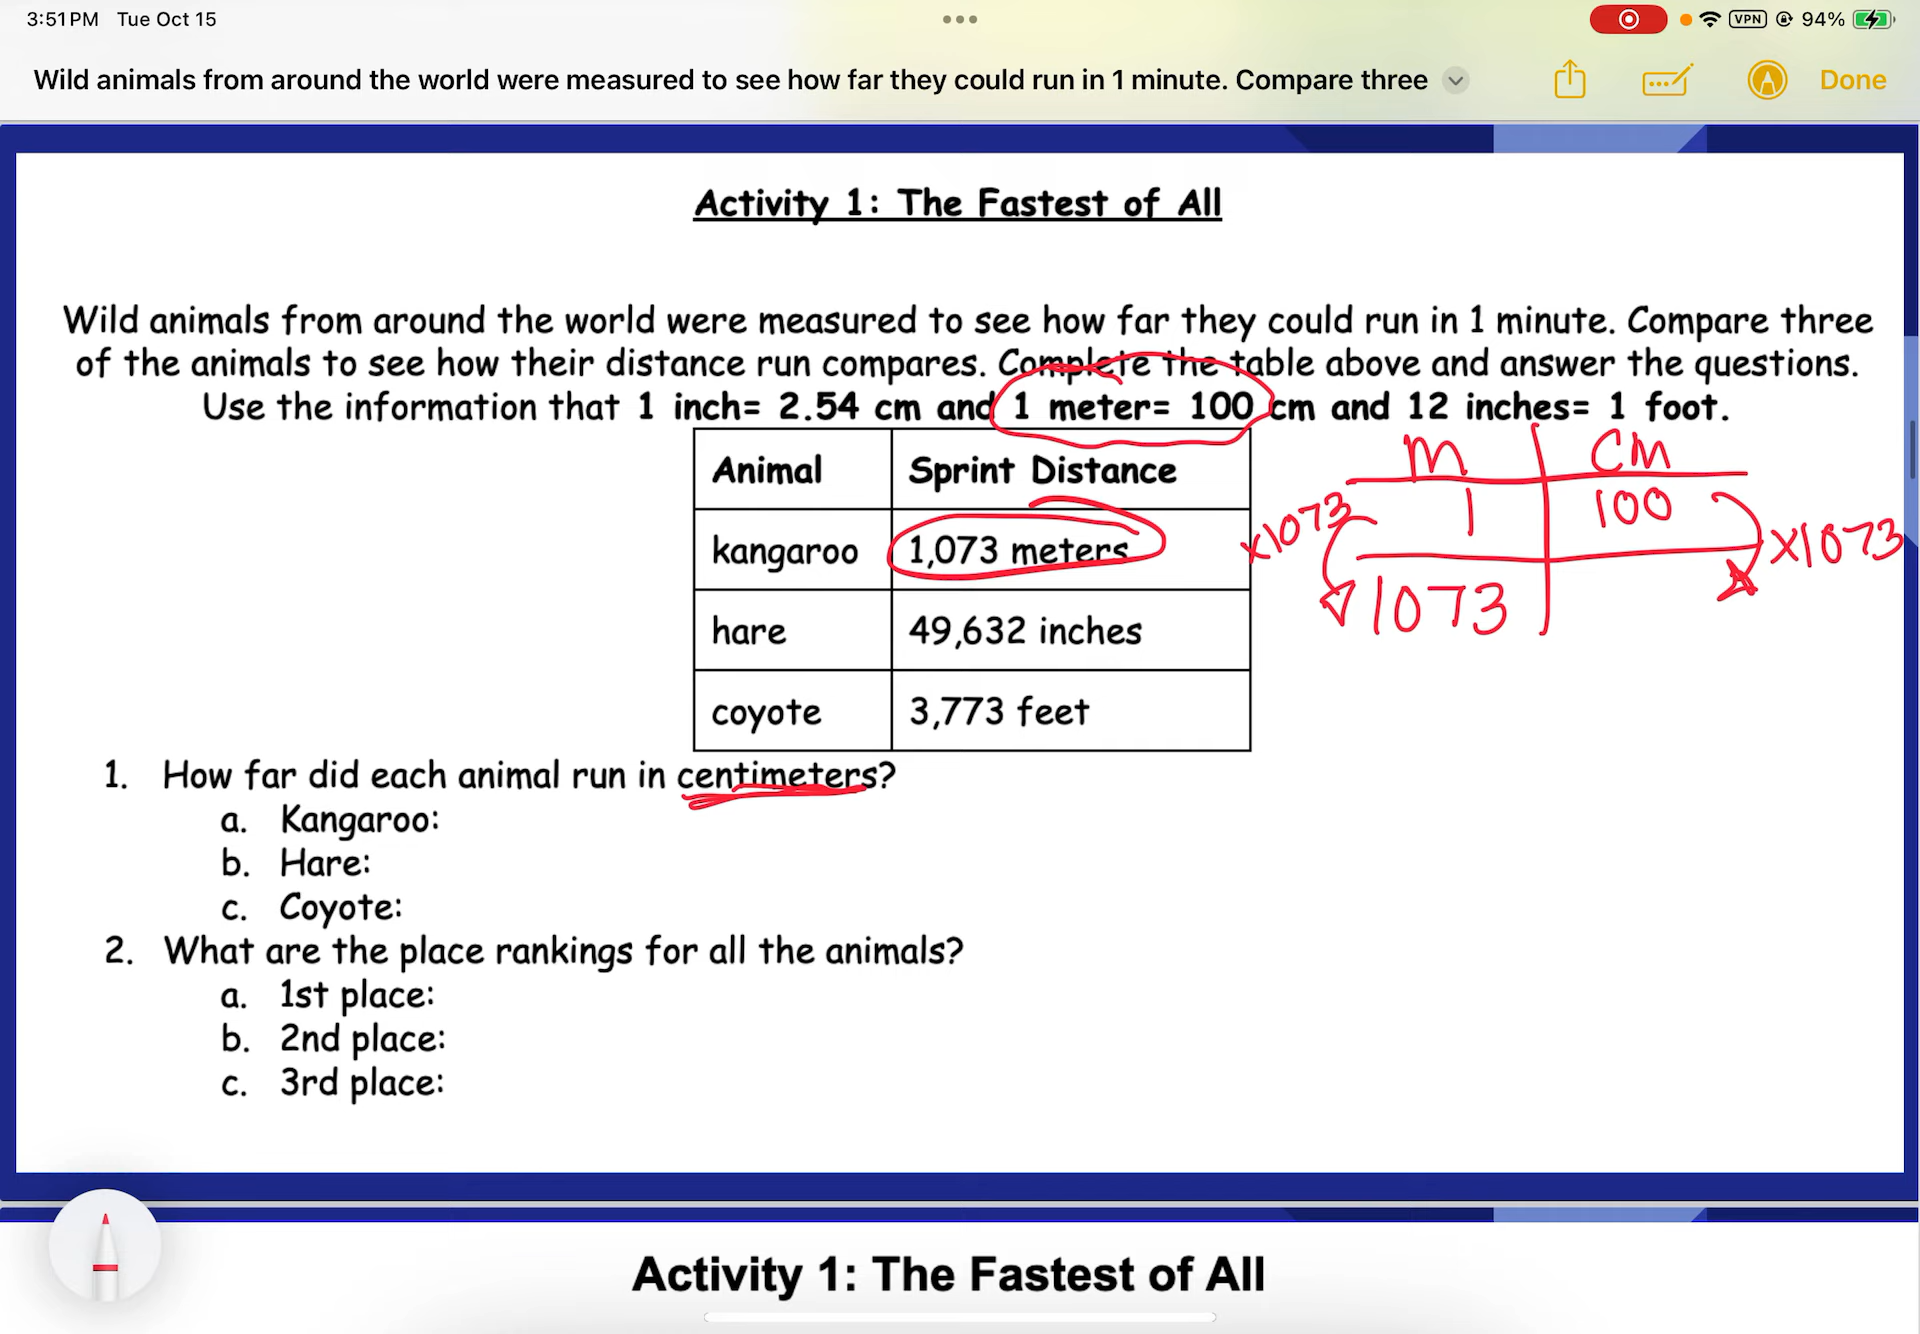 3:51 PM Tue Oct 15
VPN 94%
Wild animals from around the world were measured to see how far they could run in 1 minute. Compare three
Done
Activity 1: The Fastest of All
Wild animals from around the world were measured to see how far they could run in 1 minute. Compare three
of the animals to see how their distance run compares. Complete the table above and answer the questions.
Use the information that 1 inch= 2.54 cm and 1 meter= 100 cm and 12 inches= 1 foot.
Animal Sprint Distance
kangaroo 1,073 meters
hare 49,632 inches
coyote 3,773 feet
m cm
1 100
x1073 x1073
1073
1. How far did each animal run in centimeters?
a. Kangaroo:
b. Hare:
c. Coyote:
2. What are the place rankings for all the animals?
a. 1st place:
b. 2nd place:
c. 3rd place:
Activity 1: The Fastest of All